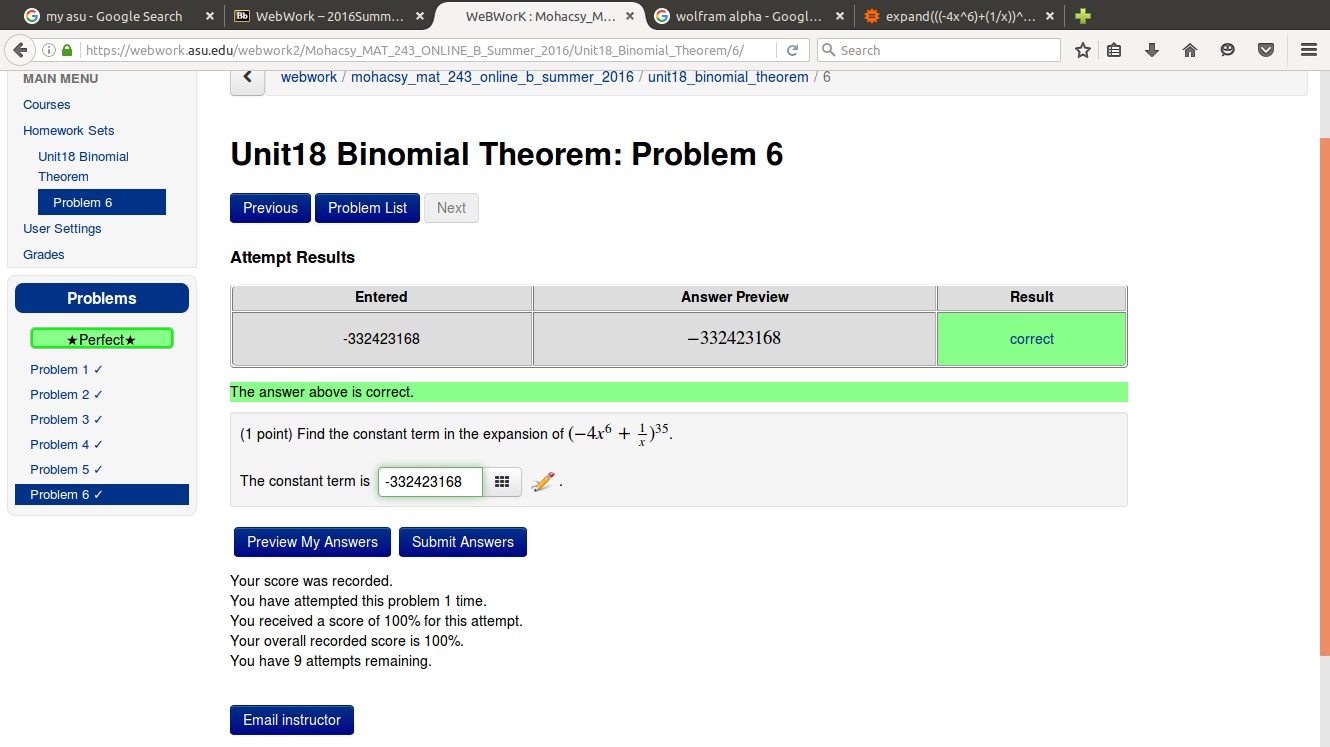 my asu - Google Search
WebWork – 2016Summ...
WeBWorK : Mohacsy_M...
wolfram alpha - Googl...
expand(((-4x^6)+(1/x))^...
https://webwork.asu.edu/webwork2/Mohacsy_MAT_243_ONLINE_B_Summer_2016/Unit18_Binomial_Theorem/6/
Search
MAIN MENU
Courses
Homework Sets
Unit18 Binomial
Theorem
Problem 6
User Settings
Grades
Problems
★Perfect★
Problem 1 ✓
Problem 2 ✓
Problem 3 ✓
Problem 4 ✓
Problem 5 ✓
Problem 6 ✓
webwork / mohacsy_mat_243_online_b_summer_2016 / unit18_binomial_theorem / 6
Unit18 Binomial Theorem: Problem 6
Previous Problem List Next
Attempt Results
Entered Answer Preview Result
-332423168 −332423168 correct
The answer above is correct.
(1 point) Find the constant term in the expansion of (−4x^6 + 1/x)^35.
The constant term is -332423168 .
Preview My Answers Submit Answers
Your score was recorded.
You have attempted this problem 1 time.
You received a score of 100% for this attempt.
Your overall recorded score is 100%.
You have 9 attempts remaining.
Email instructor